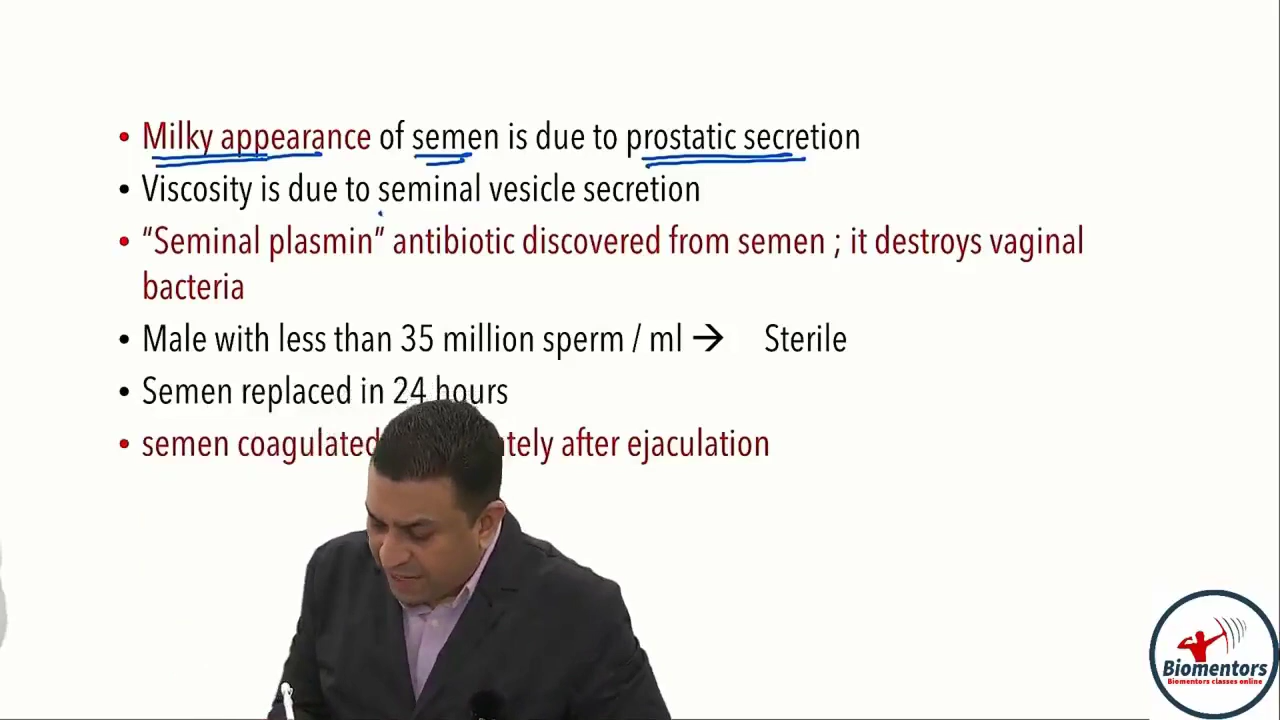 • Milky appearance of semen is due to prostatic secretion
• Viscosity is due to seminal vesicle secretion
• “Seminal plasmin” antibiotic discovered from semen ; it destroys vaginal
bacteria
• Male with less than 35 million sperm / ml → Sterile
• Semen replaced in 24 hours
• semen coagulated after ejaculation
Biomentors
Biomentors classes online